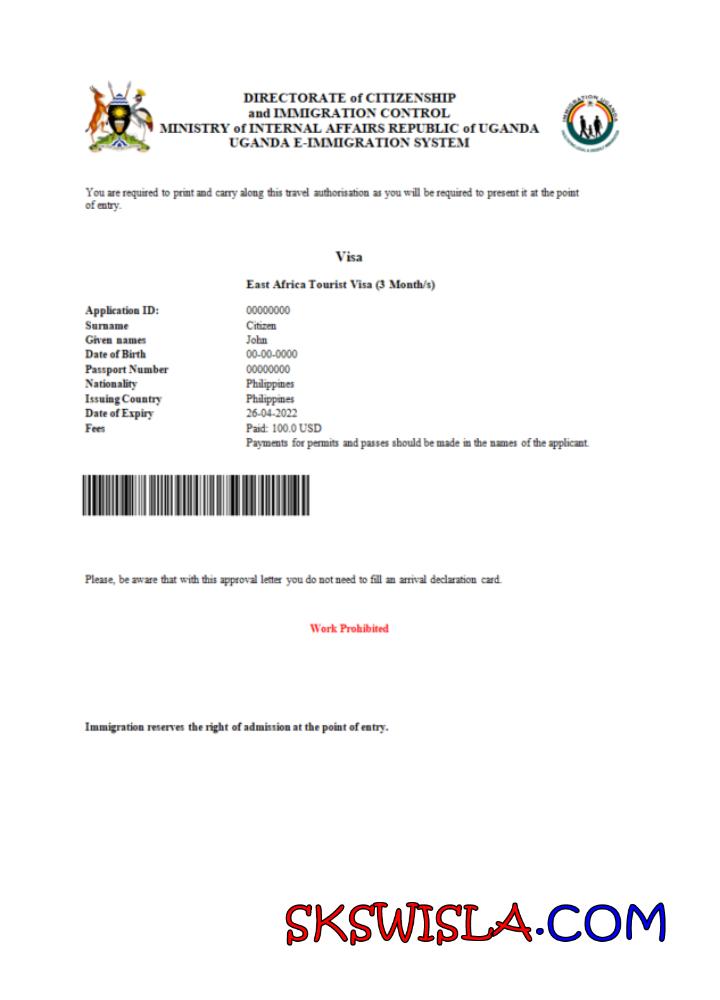 DIRECTORATE of CITIZENSHIP
and IMMIGRATION CONTROL
MINISTRY of INTERNAL AFFAIRS REPUBLIC of UGANDA
UGANDA E-IMMIGRATION SYSTEM
IMMIGRATION UGANDA
You are required to print and carry along this travel authorisation as you will be required to present it at the point
of entry.
Visa
East Africa Tourist Visa (3 Month/s)
Application ID: 00000000
Surname Citizen
Given names John
Date of Birth 00-00-0000
Passport Number 00000000
Nationality Philippines
Issuing Country Philippines
Date of Expiry 26-04-2022
Fees Paid: 100.0 USD
Payments for permits and passes should be made in the names of the applicant.
Please, be aware that with this approval letter you do not need to fill an arrival declaration card.
Work Prohibited
Immigration reserves the right of admission at the point of entry.
SKSWISLA.COM